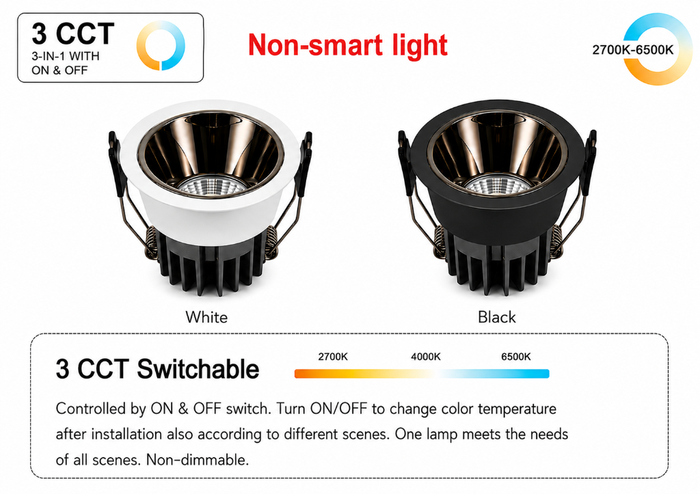 3 CCT
3-IN-1 WITH
ON & OFF
Non-smart light
2700K-6500K
White
Black
3 CCT Switchable
2700K 4000K 6500K
Controlled by ON & OFF switch. Turn ON/OFF to change color temperature
after installation also according to different scenes. One lamp meets the needs
of all scenes. Non-dimmable.